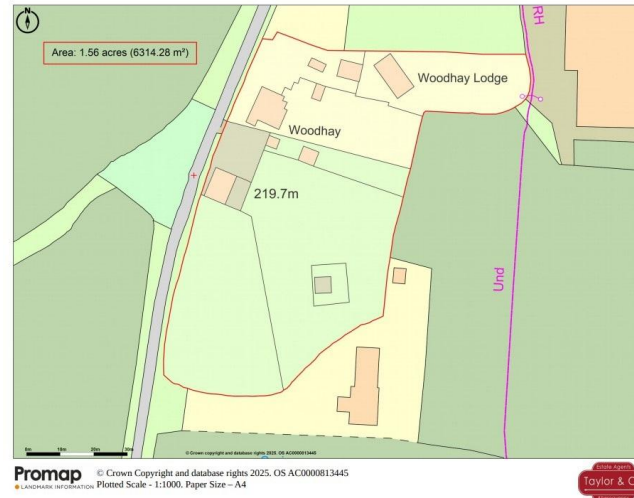 N
Area: 1.56 acres (6314.28 m²)
RH
Woodhay Lodge
Woodhay
219.7m
Und
0m 10m 20m 30m
© Crown copyright and database rights 2025. OS AC0000813445
Promap
LANDMARK INFORMATION
© Crown Copyright and database rights 2025. OS AC0000813445
Plotted Scale - 1:1000. Paper Size – A4
Estate Agents
Taylor & C